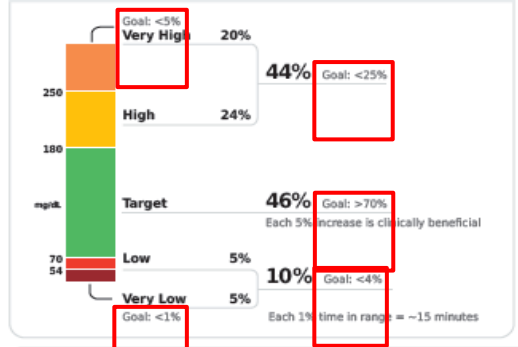 Goal: <5%
Very High 20%
44% Goal: <25%
250
High 24%
180
mg/dL
Target 46% Goal: >70%
Each 5% increase is clinically beneficial
70
Low 5%
54
10% Goal: <4%
Very Low 5%
Goal: <1% Each 1% time in range = ~15 minutes